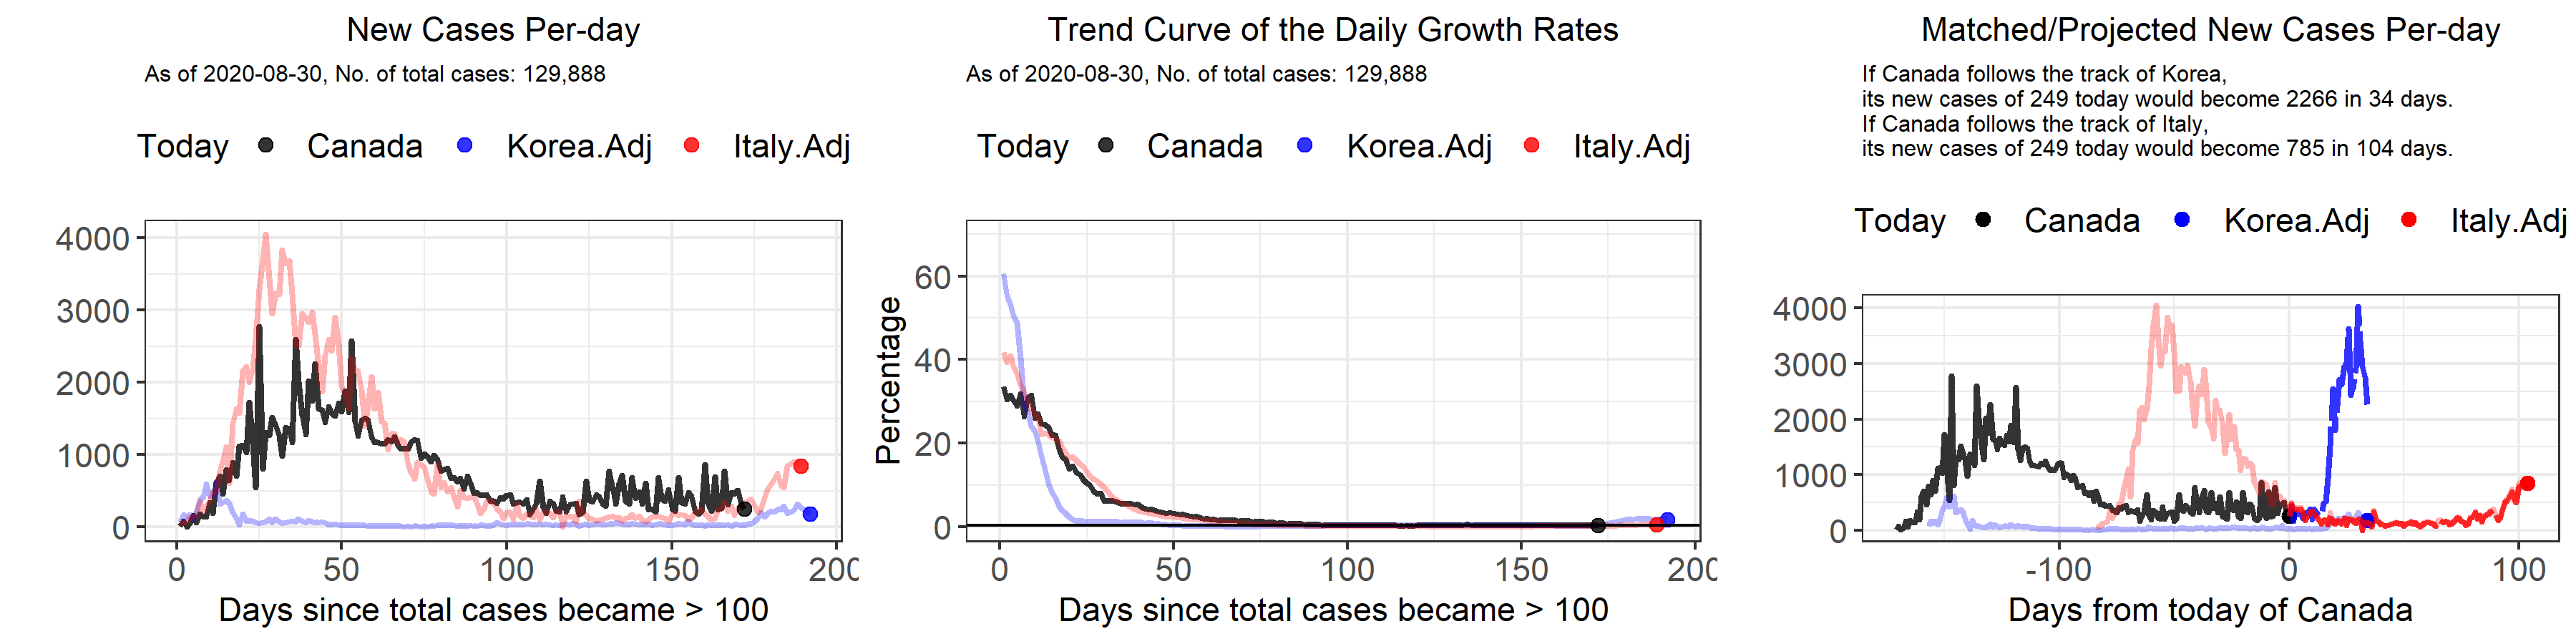 New Cases Per-day
As of 2020-08-30, No. of total cases: 129,888
Today Canada Korea.Adj Italy.Adj
4000
3000
2000
1000
0
0 50 100 150 200
Days since total cases became > 100
Trend Curve of the Daily Growth Rates
As of 2020-08-30, No. of total cases: 129,888
Today Canada Korea.Adj Italy.Adj
Percentage
60
40
20
0
0 50 100 150 200
Days since total cases became > 100
Matched/Projected New Cases Per-day
If Canada follows the track of Korea,
its new cases of 249 today would become 2266 in 34 days.
If Canada follows the track of Italy,
its new cases of 249 today would become 785 in 104 days.
Today Canada Korea.Adj Italy.Adj
4000
3000
2000
1000
0
-100 0 100
Days from today of Canada